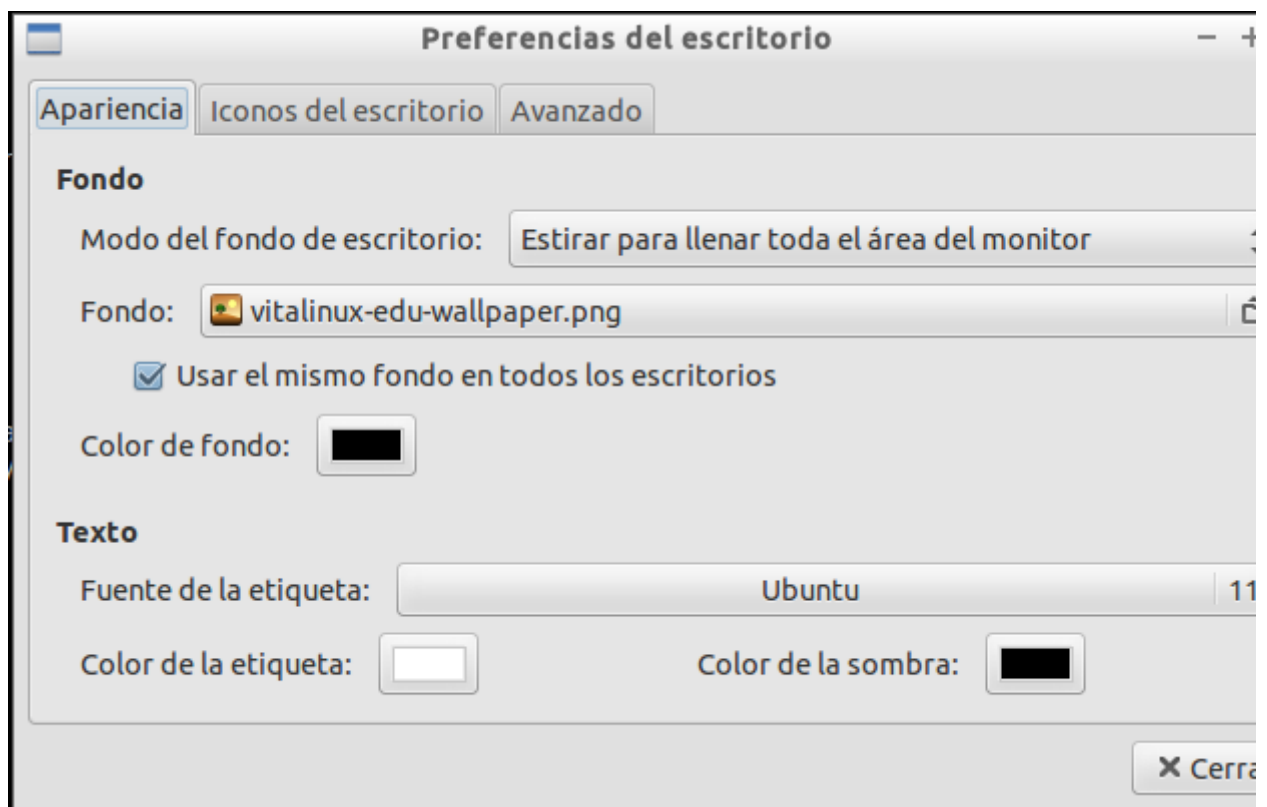 Preferencias del escritorio
Apariencia Iconos del escritorio Avanzado
Fondo
Modo del fondo de escritorio: Estirar para llenar toda el área del monitor
Fondo: vitalinux-edu-wallpaper.png
Usar el mismo fondo en todos los escritorios
Color de fondo:
Texto
Fuente de la etiqueta: Ubuntu 11
Color de la etiqueta: Color de la sombra:
Cerra